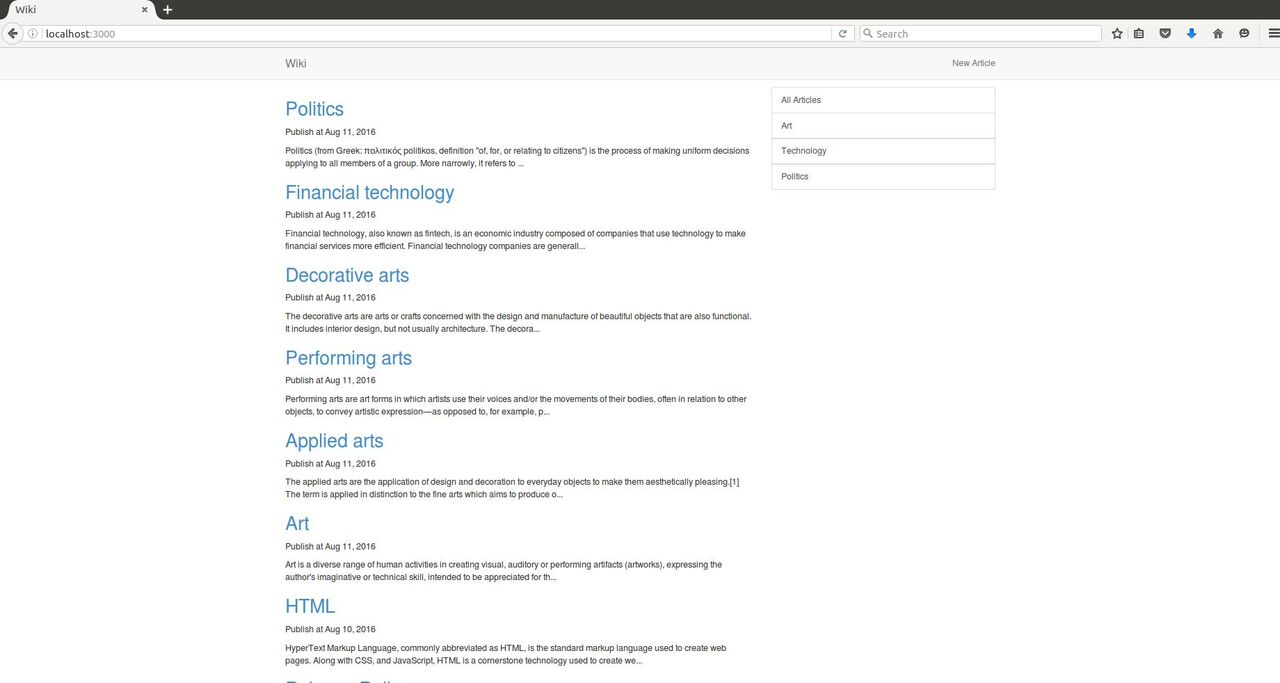 Wiki
localhost:3000
Search
Wiki
New Article
Politics
Publish at Aug 11, 2016
Politics (from Greek: πολιτικός politikos, definition "of, for, or relating to citizens") is the process of making uniform decisions
applying to all members of a group. More narrowly, it refers to ...
Financial technology
Publish at Aug 11, 2016
Financial technology, also known as fintech, is an economic industry composed of companies that use technology to make
financial services more efficient. Financial technology companies are generall...
Decorative arts
Publish at Aug 11, 2016
The decorative arts are arts or crafts concerned with the design and manufacture of beautiful objects that are also functional.
It includes interior design, but not usually architecture. The decora...
Performing arts
Publish at Aug 11, 2016
Performing arts are art forms in which artists use their voices and/or the movements of their bodies, often in relation to other
objects, to convey artistic expression—as opposed to, for example, p...
Applied arts
Publish at Aug 11, 2016
The applied arts are the application of design and decoration to everyday objects to make them aesthetically pleasing.[1]
The term is applied in distinction to the fine arts which aims to produce o...
Art
Publish at Aug 11, 2016
Art is a diverse range of human activities in creating visual, auditory or performing artifacts (artworks), expressing the
author's imaginative or technical skill, intended to be appreciated for th...
HTML
Publish at Aug 10, 2016
HyperText Markup Language, commonly abbreviated as HTML, is the standard markup language used to create web
pages. Along with CSS, and JavaScript, HTML is a cornerstone technology used to create we...
All Articles
Art
Technology
Politics